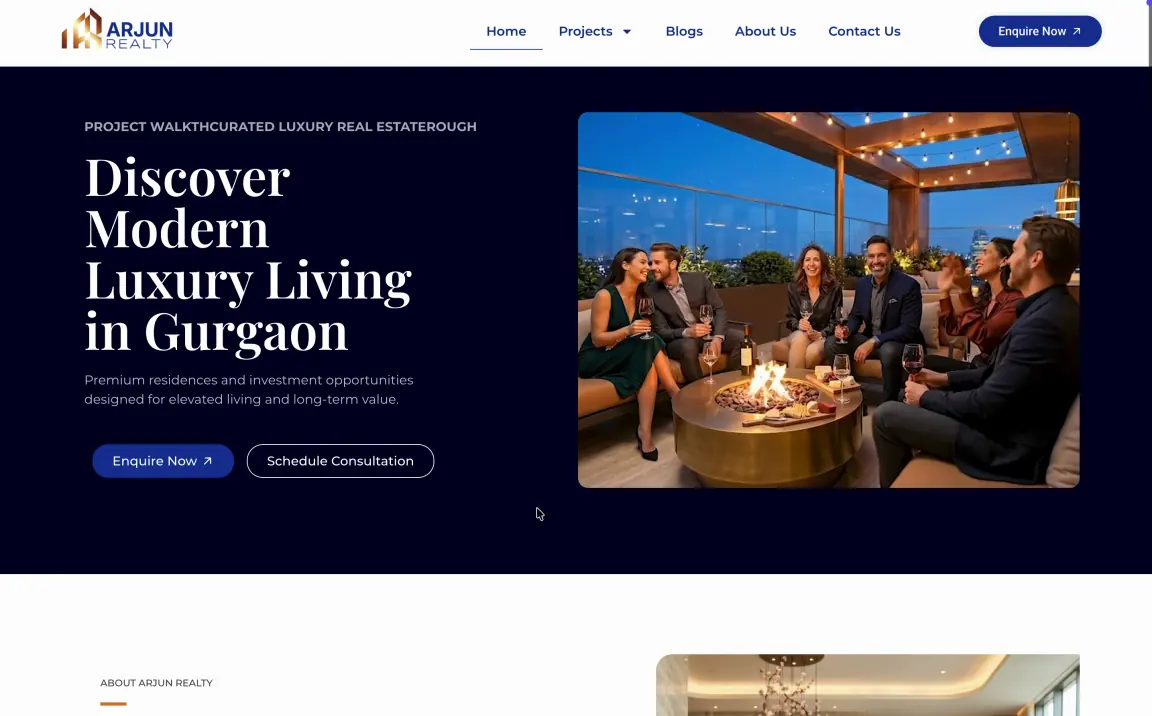 ARJUN
REALTY
Home
Projects
Blogs
About Us
Contact Us
Enquire Now
PROJECT WALKTHCURATED LUXURY REAL ESTATEROUGH
Discover
Modern
Luxury Living
in Gurgaon
Premium residences and investment opportunities
designed for elevated living and long-term value.
Enquire Now
Schedule Consultation
ABOUT ARJUN REALTY